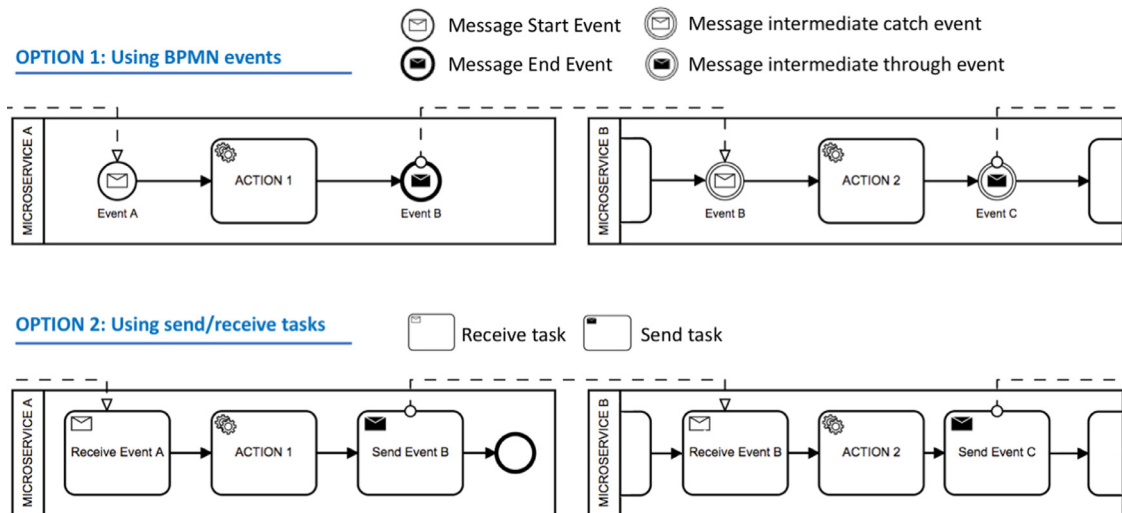 Message Start Event
Message intermediate catch event
OPTION 1: Using BPMN events
Message End Event
Message intermediate through event
MICROSERVICE A
ACTION 1
Event A
Event B
MICROSERVICE B
ACTION 2
Event B
Event C
OPTION 2: Using send/receive tasks
Receive task
Send task
MICROSERVICE A
Receive Event A
ACTION 1
Send Event B
MICROSERVICE B
Receive Event B
ACTION 2
Send Event C